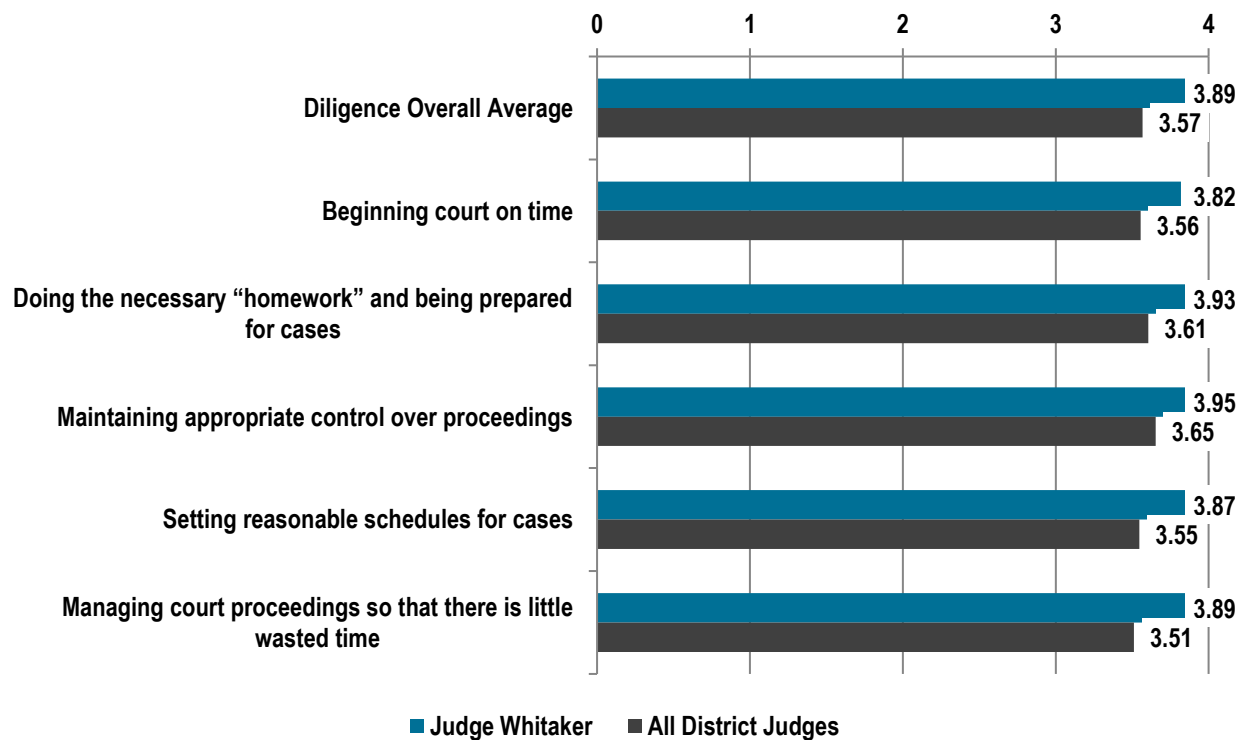 0 1 2 3 4
Diligence Overall Average
3.89
3.57
Beginning court on time
3.82
3.56
Doing the necessary “homework” and being prepared
for cases
3.93
3.61
Maintaining appropriate control over proceedings
3.95
3.65
Setting reasonable schedules for cases
3.87
3.55
Managing court proceedings so that there is little
wasted time
3.89
3.51
Judge Whitaker All District Judges